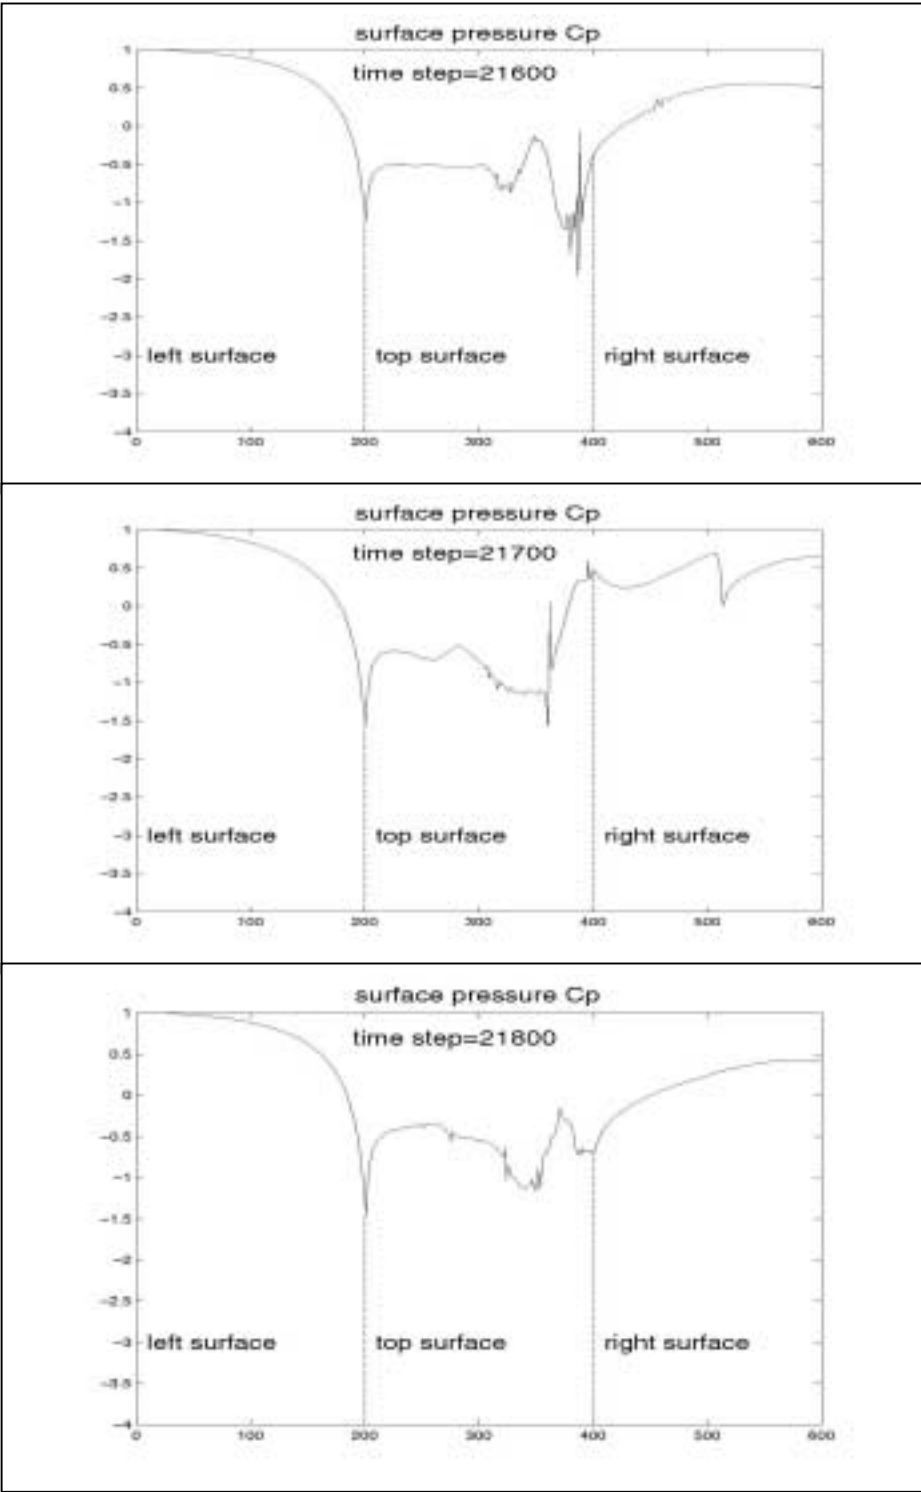 surface pressure Cp
time step=21600
1
0.5
0
-0.5
-1
-1.5
-2
-2.5
-3
-3.5
-4
left surface top surface right surface
0 100 200 300 400 500 600
surface pressure Cp
time step=21700
1
0.5
0
-0.5
-1
-1.5
-2
-2.5
-3
-3.5
-4
left surface top surface right surface
0 100 200 300 400 500 600
surface pressure Cp
time step=21800
1
0.5
0
-0.5
-1
-1.5
-2
-2.5
-3
-3.5
-4
left surface top surface right surface
0 100 200 300 400 500 600